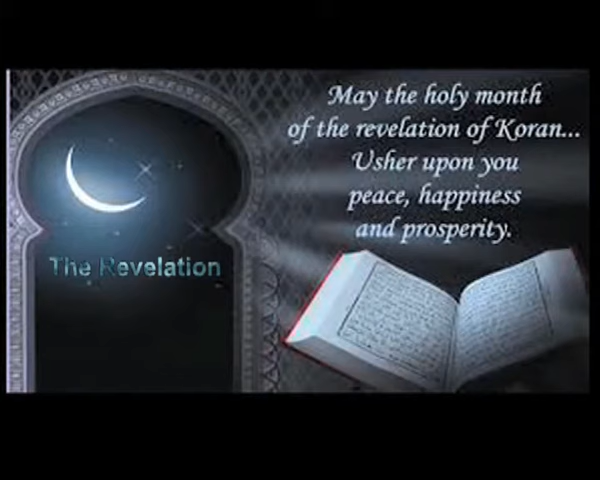 May the holy month
of the revelation of Koran...
Usher upon you
peace, happiness
and prosperity.
The Revelation